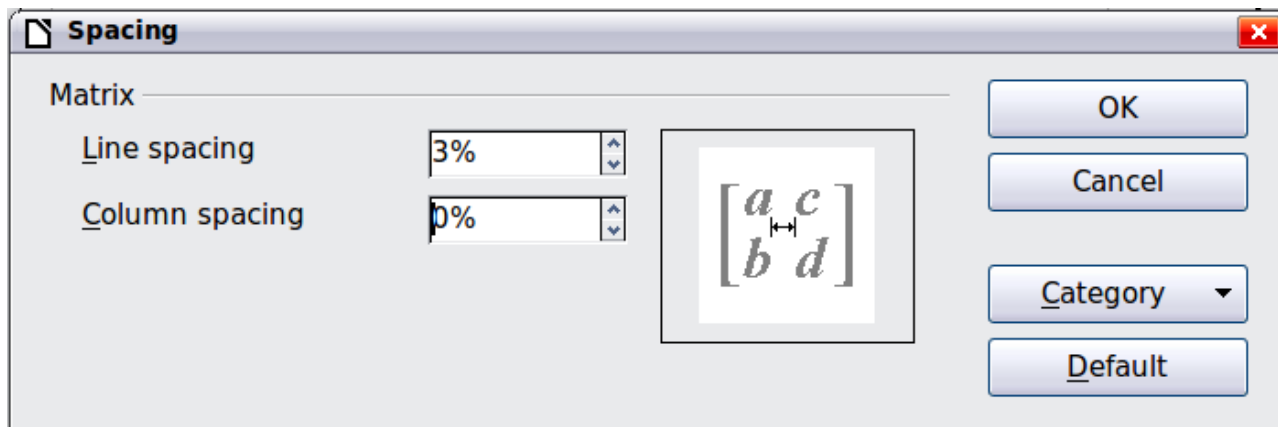 Spacing
Matrix
Line spacing 3%
Column spacing 0%
a c
b d
OK
Cancel
Category
Default